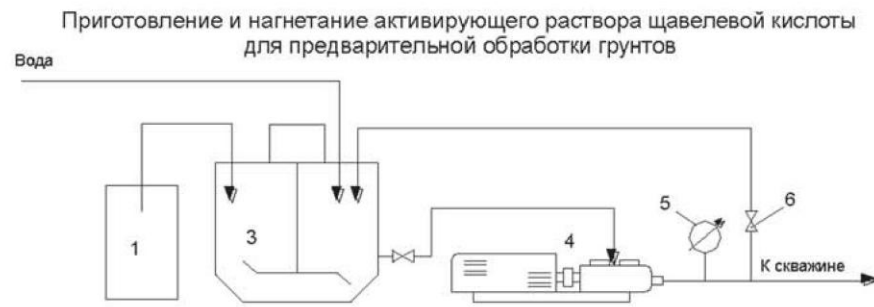 Приготовление и нагнетание активирующего раствора щавелевой кислоты
для предварительной обработки грунтов
Вода
1
3
4
5
6
К скважине